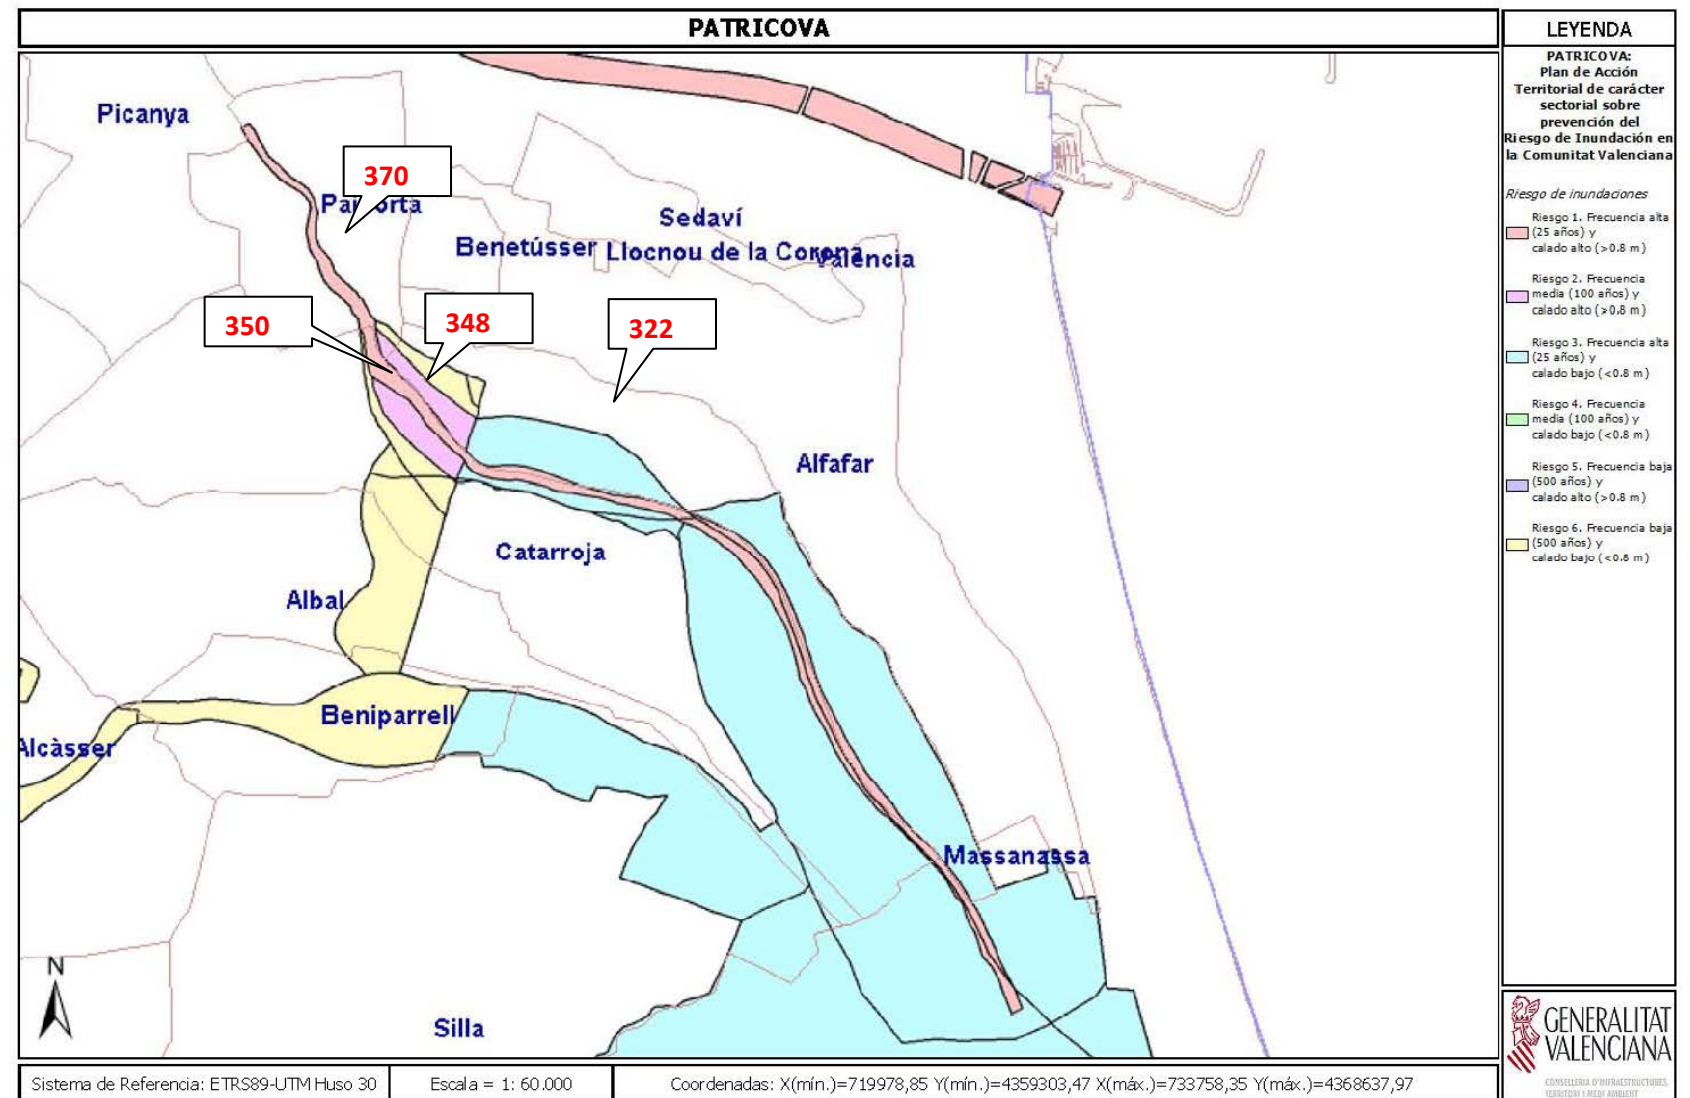 PATRICOVA
LEYENDA
PATRICOVA:
Plan de Acción
Territorial de carácter
sectorial sobre
prevención del
Riesgo de Inundación en
la Comunitat Valenciana
Riesgo de inundaciones
Riesgo 1. Frecuencia alta
(25 años) y
calado alto (>0.8 m)
Riesgo 2. Frecuencia
media (100 años) y
calado alto (>0.8 m)
Riesgo 3. Frecuencia alta
(25 años) y
calado bajo (<0.8 m)
Riesgo 4. Frecuencia
media (100 años) y
calado bajo (<0.8 m)
Riesgo 5. Frecuencia baja
(500 años) y
calado alto (>0.8 m)
Riesgo 6. Frecuencia baja
(500 años) y
calado bajo (<0.8 m)
Picanya
370
Sedaví
Benetússer
Llocnou de la Corona
València
350
348
322
Alfafar
Catarroja
Albal
Beniparrell
Alcàsser
Massanassa
N
Silla
GENERALITAT
VALENCIANA
CONSELLERIA D'INFRAESTRUCTURES,
TERRITORI I MEDI AMBIENT
Sistema de Referencia: ETRS89-UTM Huso 30
Escala = 1: 60.000
Coordenadas: X(mín.)=719978,85 Y(mín.)=4359303,47 X(máx.)=733758,35 Y(máx.)=4368637,97